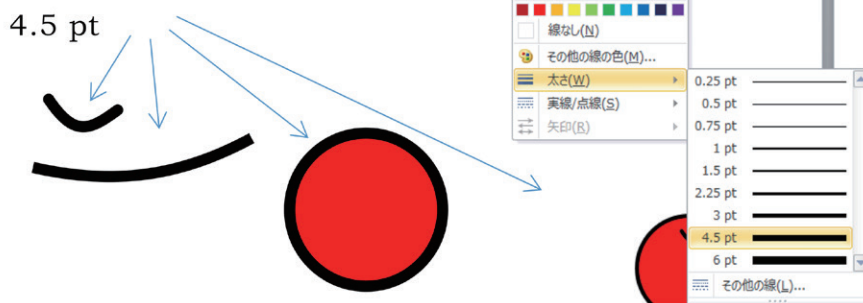 4.5 pt
線なし(N)
その他の線の色(M)...
太さ(W)
実線/点線(S)
矢印(R)
0.25 pt
0.5 pt
0.75 pt
1 pt
1.5 pt
2.25 pt
3 pt
4.5 pt
6 pt
その他の線(L)...